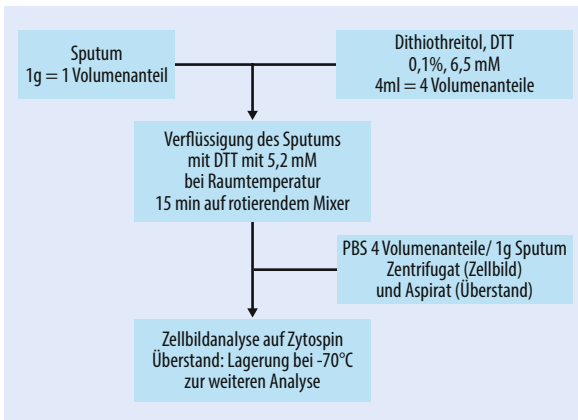 Sputum
1g = 1 Volumenanteil
Dithiothreitol, DTT
0,1%, 6,5 mM
4ml = 4 Volumenanteile
Verflüssigung des Sputums
mit DTT mit 5,2 mM
bei Raumtemperatur
15 min auf rotierendem Mixer
PBS 4 Volumenanteile/ 1g Sputum
Zentrifugat (Zellbild)
und Aspirat (Überstand)
Zellbildanalyse auf Zytospin
Überstand: Lagerung bei -70°C
zur weiteren Analyse